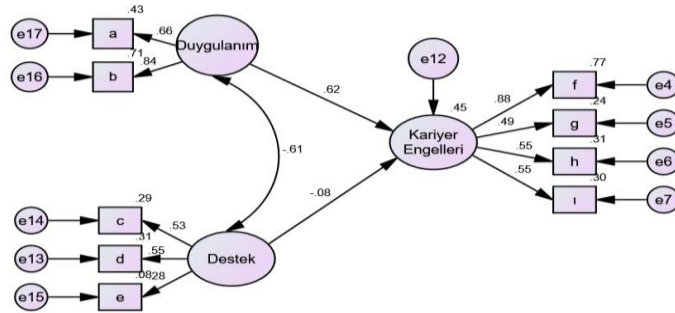 .43
e17
a
.66
Duygulanım
.71
e16
b
.84
e12
.77
.62
.45
.88
f
e4
.24
.49
g
e5
Kariyer
Engelleri
.31
.55
h
e6
-.61
.30
.55
ı
e7
-.08
.29
e14
c
.53
.31
e13
d
.55
Destek
.08
.28
e15
e